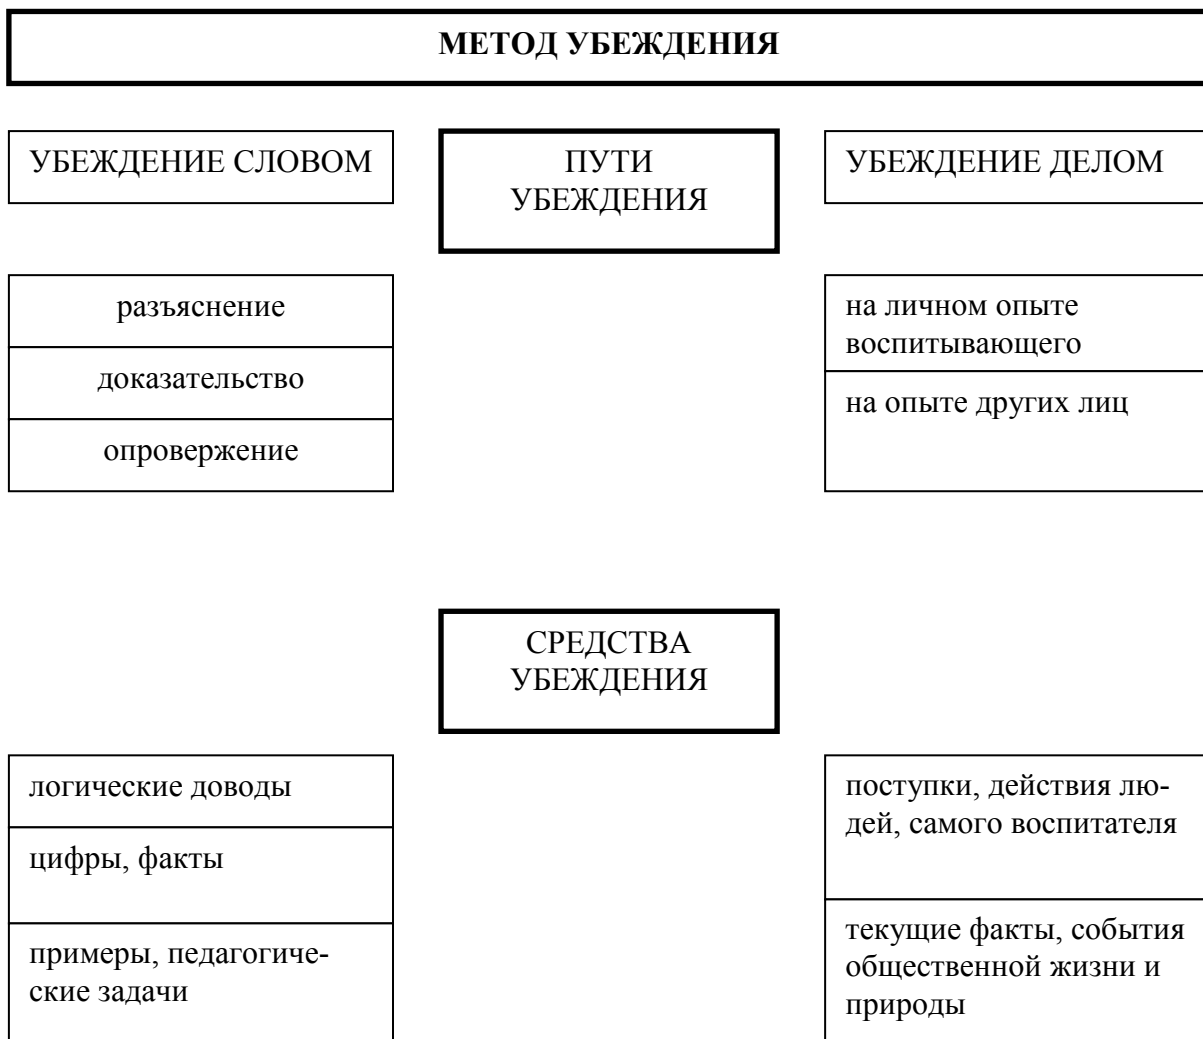 МЕТОД УБЕЖДЕНИЯ
УБЕЖДЕНИЕ СЛОВОМ
ПУТИ
УБЕЖДЕНИЯ
УБЕЖДЕНИЕ ДЕЛОМ
разъяснение
доказательство
опровержение
на личном опыте
воспитывающего
на опыте других лиц
СРЕДСТВА
УБЕЖДЕНИЯ
логические доводы
цифры, факты
примеры, педагогиче-
ские задачи
поступки, действия лю-
дей, самого воспитателя
текущие факты, события
общественной жизни и
природы